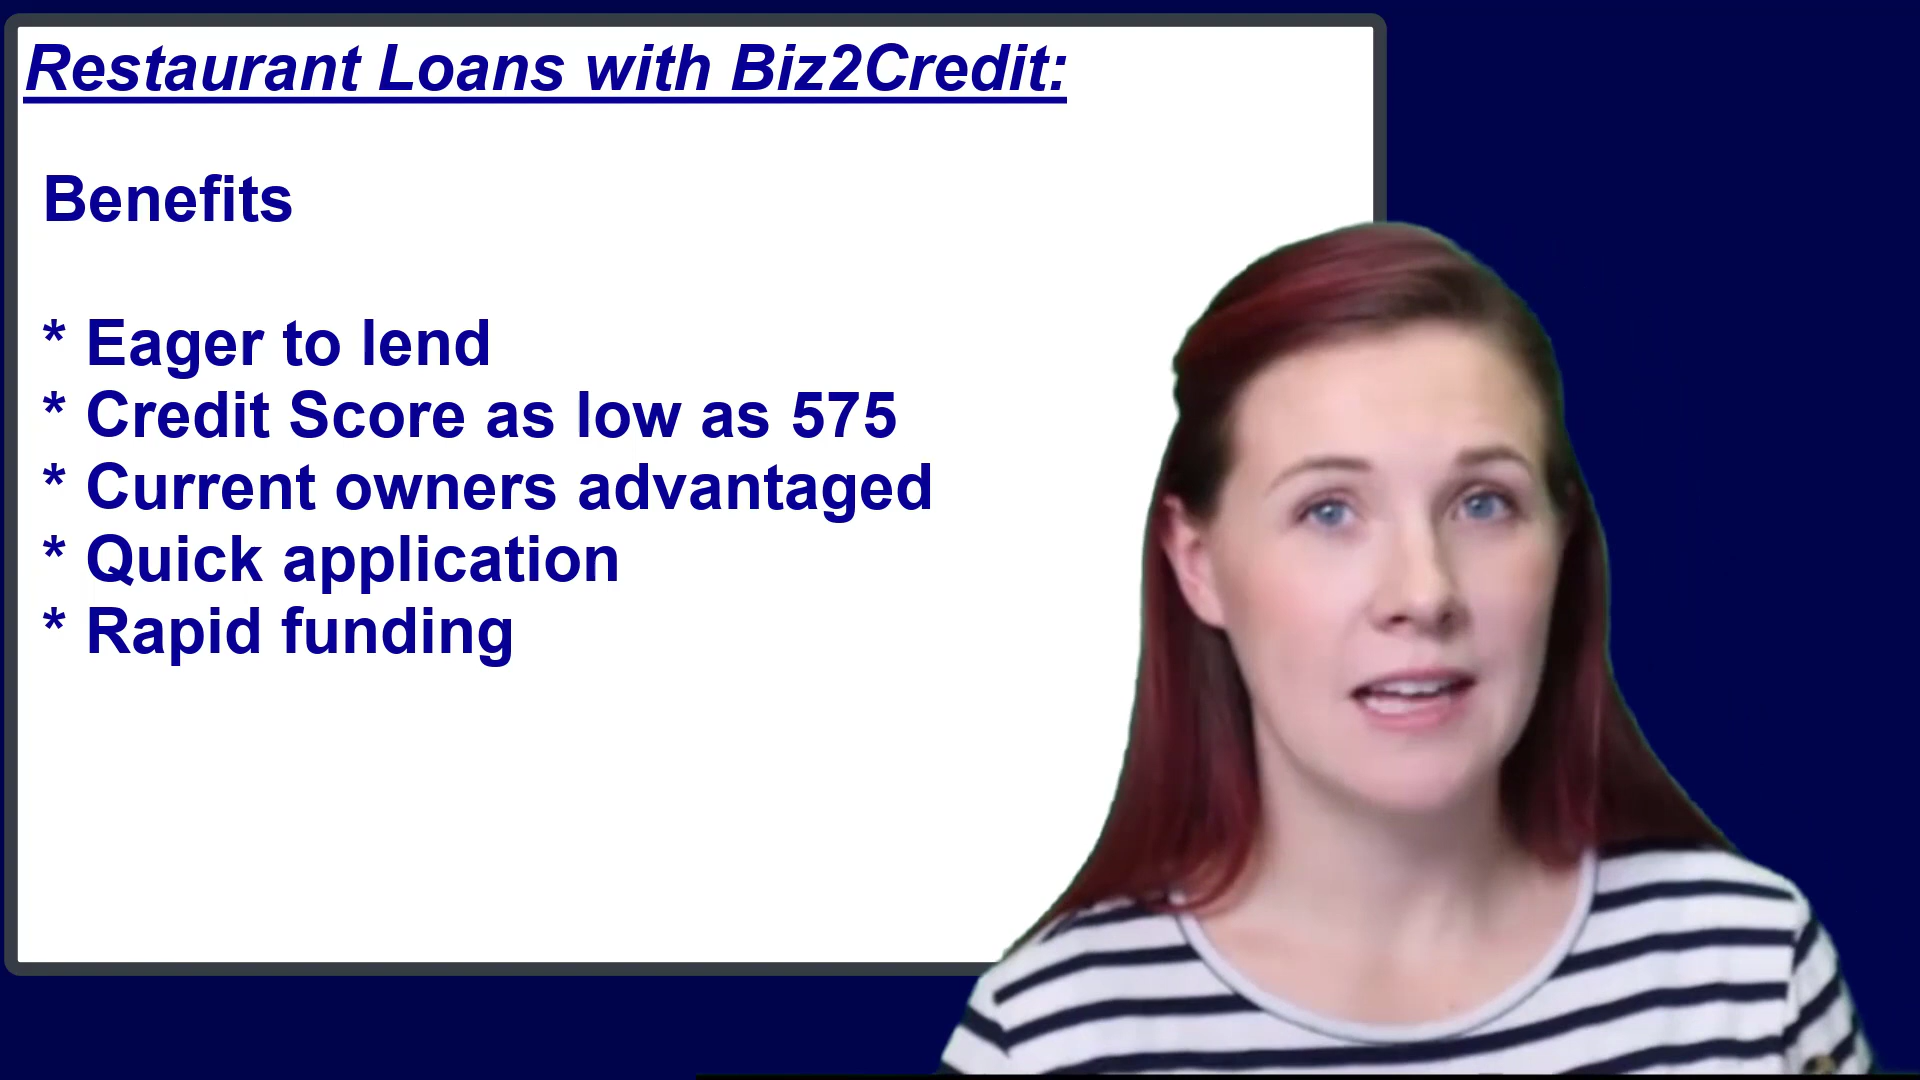 Restaurant Loans with Biz2Credit:
Benefits
* Eager to lend
* Credit Score as low as 575
* Current owners advantaged
* Quick application
* Rapid funding